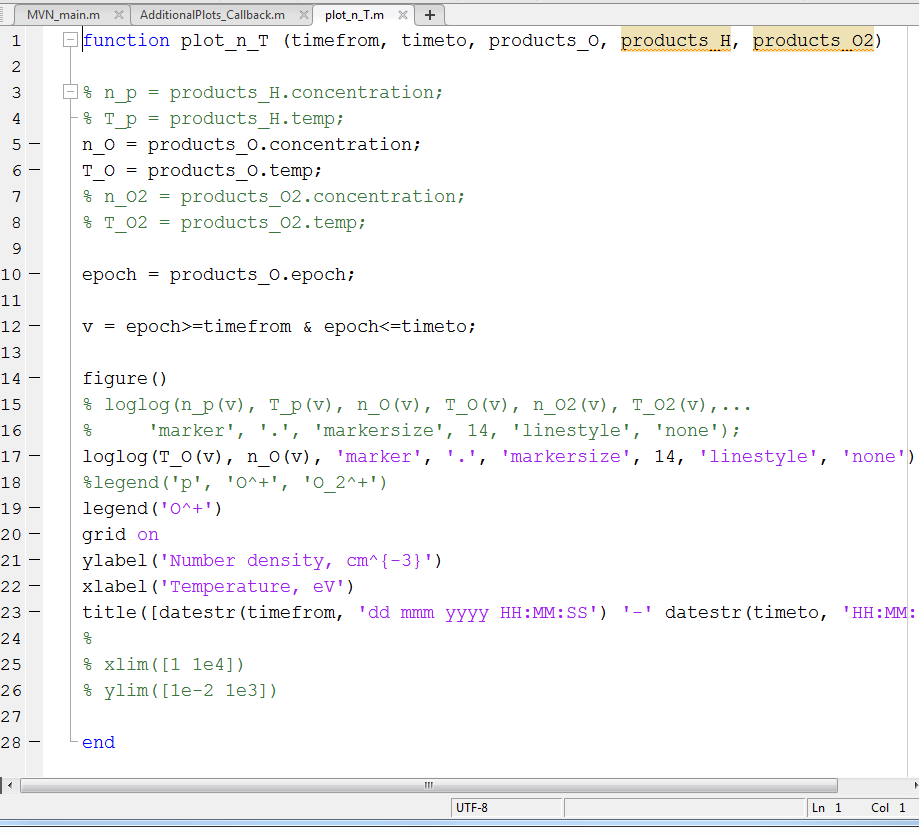 MVN_main.m AdditionalPlots_Callback.m plot_n_T.m
1 function plot_n_T (timefrom, timeto, products_O, products_H, products_O2)
2
3 % n_p = products_H.concentration;
4 % T_p = products_H.temp;
5 n_O = products_O.concentration;
6 T_O = products_O.temp;
7 % n_O2 = products_O2.concentration;
8 % T_O2 = products_O2.temp;
9
10 epoch = products_O.epoch;
11
12 v = epoch>=timefrom & epoch<=timeto;
13
14 figure()
15 % loglog(n_p(v), T_p(v), n_O(v), T_O(v), n_O2(v), T_O2(v),...
16 %     'marker', '.', 'markersize', 14, 'linestyle', 'none');
17 loglog(T_O(v), n_O(v), 'marker', '.', 'markersize', 14, 'linestyle', 'none')
18 %legend('p', 'O^+', 'O_2^+')
19 legend('O^+')
20 grid on
21 ylabel('Number density, cm^{-3}')
22 xlabel('Temperature, eV')
23 title([datestr(timefrom, 'dd mmm yyyy HH:MM:SS') '-' datestr(timeto, 'HH:MM:
24 %
25 % xlim([1 1e4])
26 % ylim([1e-2 1e3])
27
28 end
UTF-8 Ln 1 Col 1